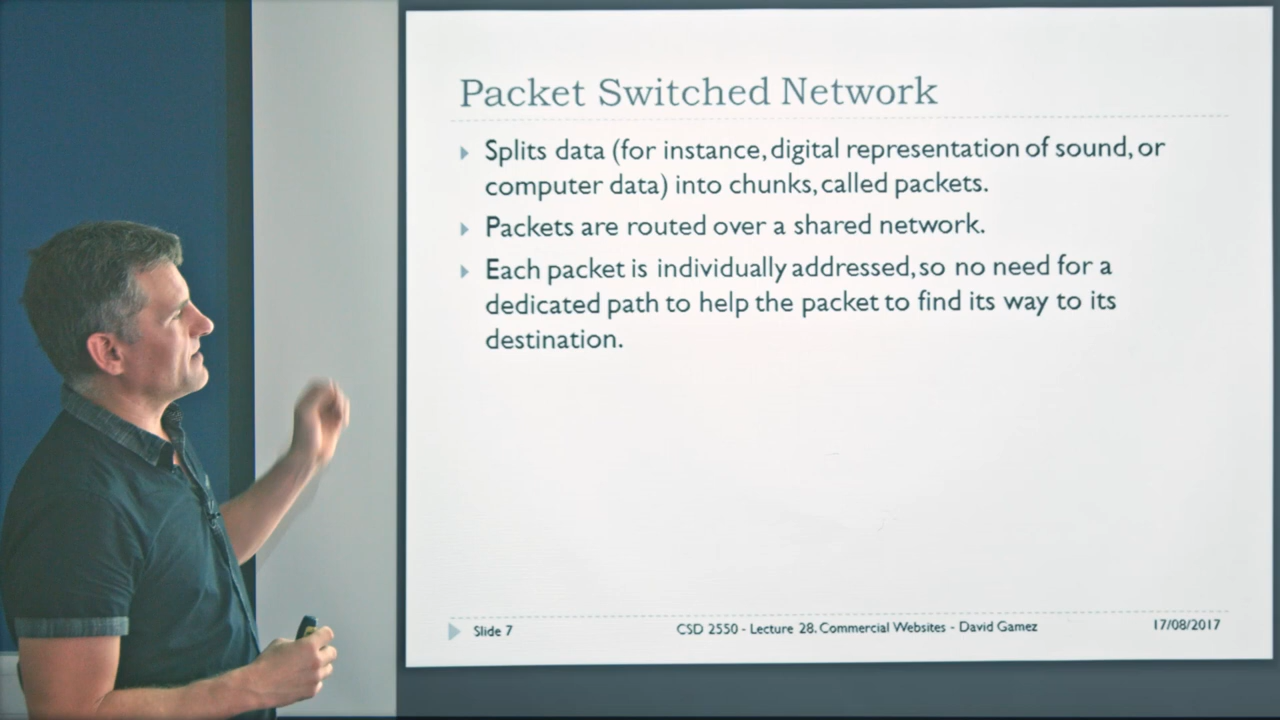 Packet Switched Network
Splits data (for instance, digital representation of sound, or
computer data) into chunks, called packets.
Packets are routed over a shared network.
Each packet is individually addressed, so no need for a
dedicated path to help the packet to find its way to its
destination.
Slide 7
CSD 2550 - Lecture 28. Commercial Websites - David Gamez
17/08/2017